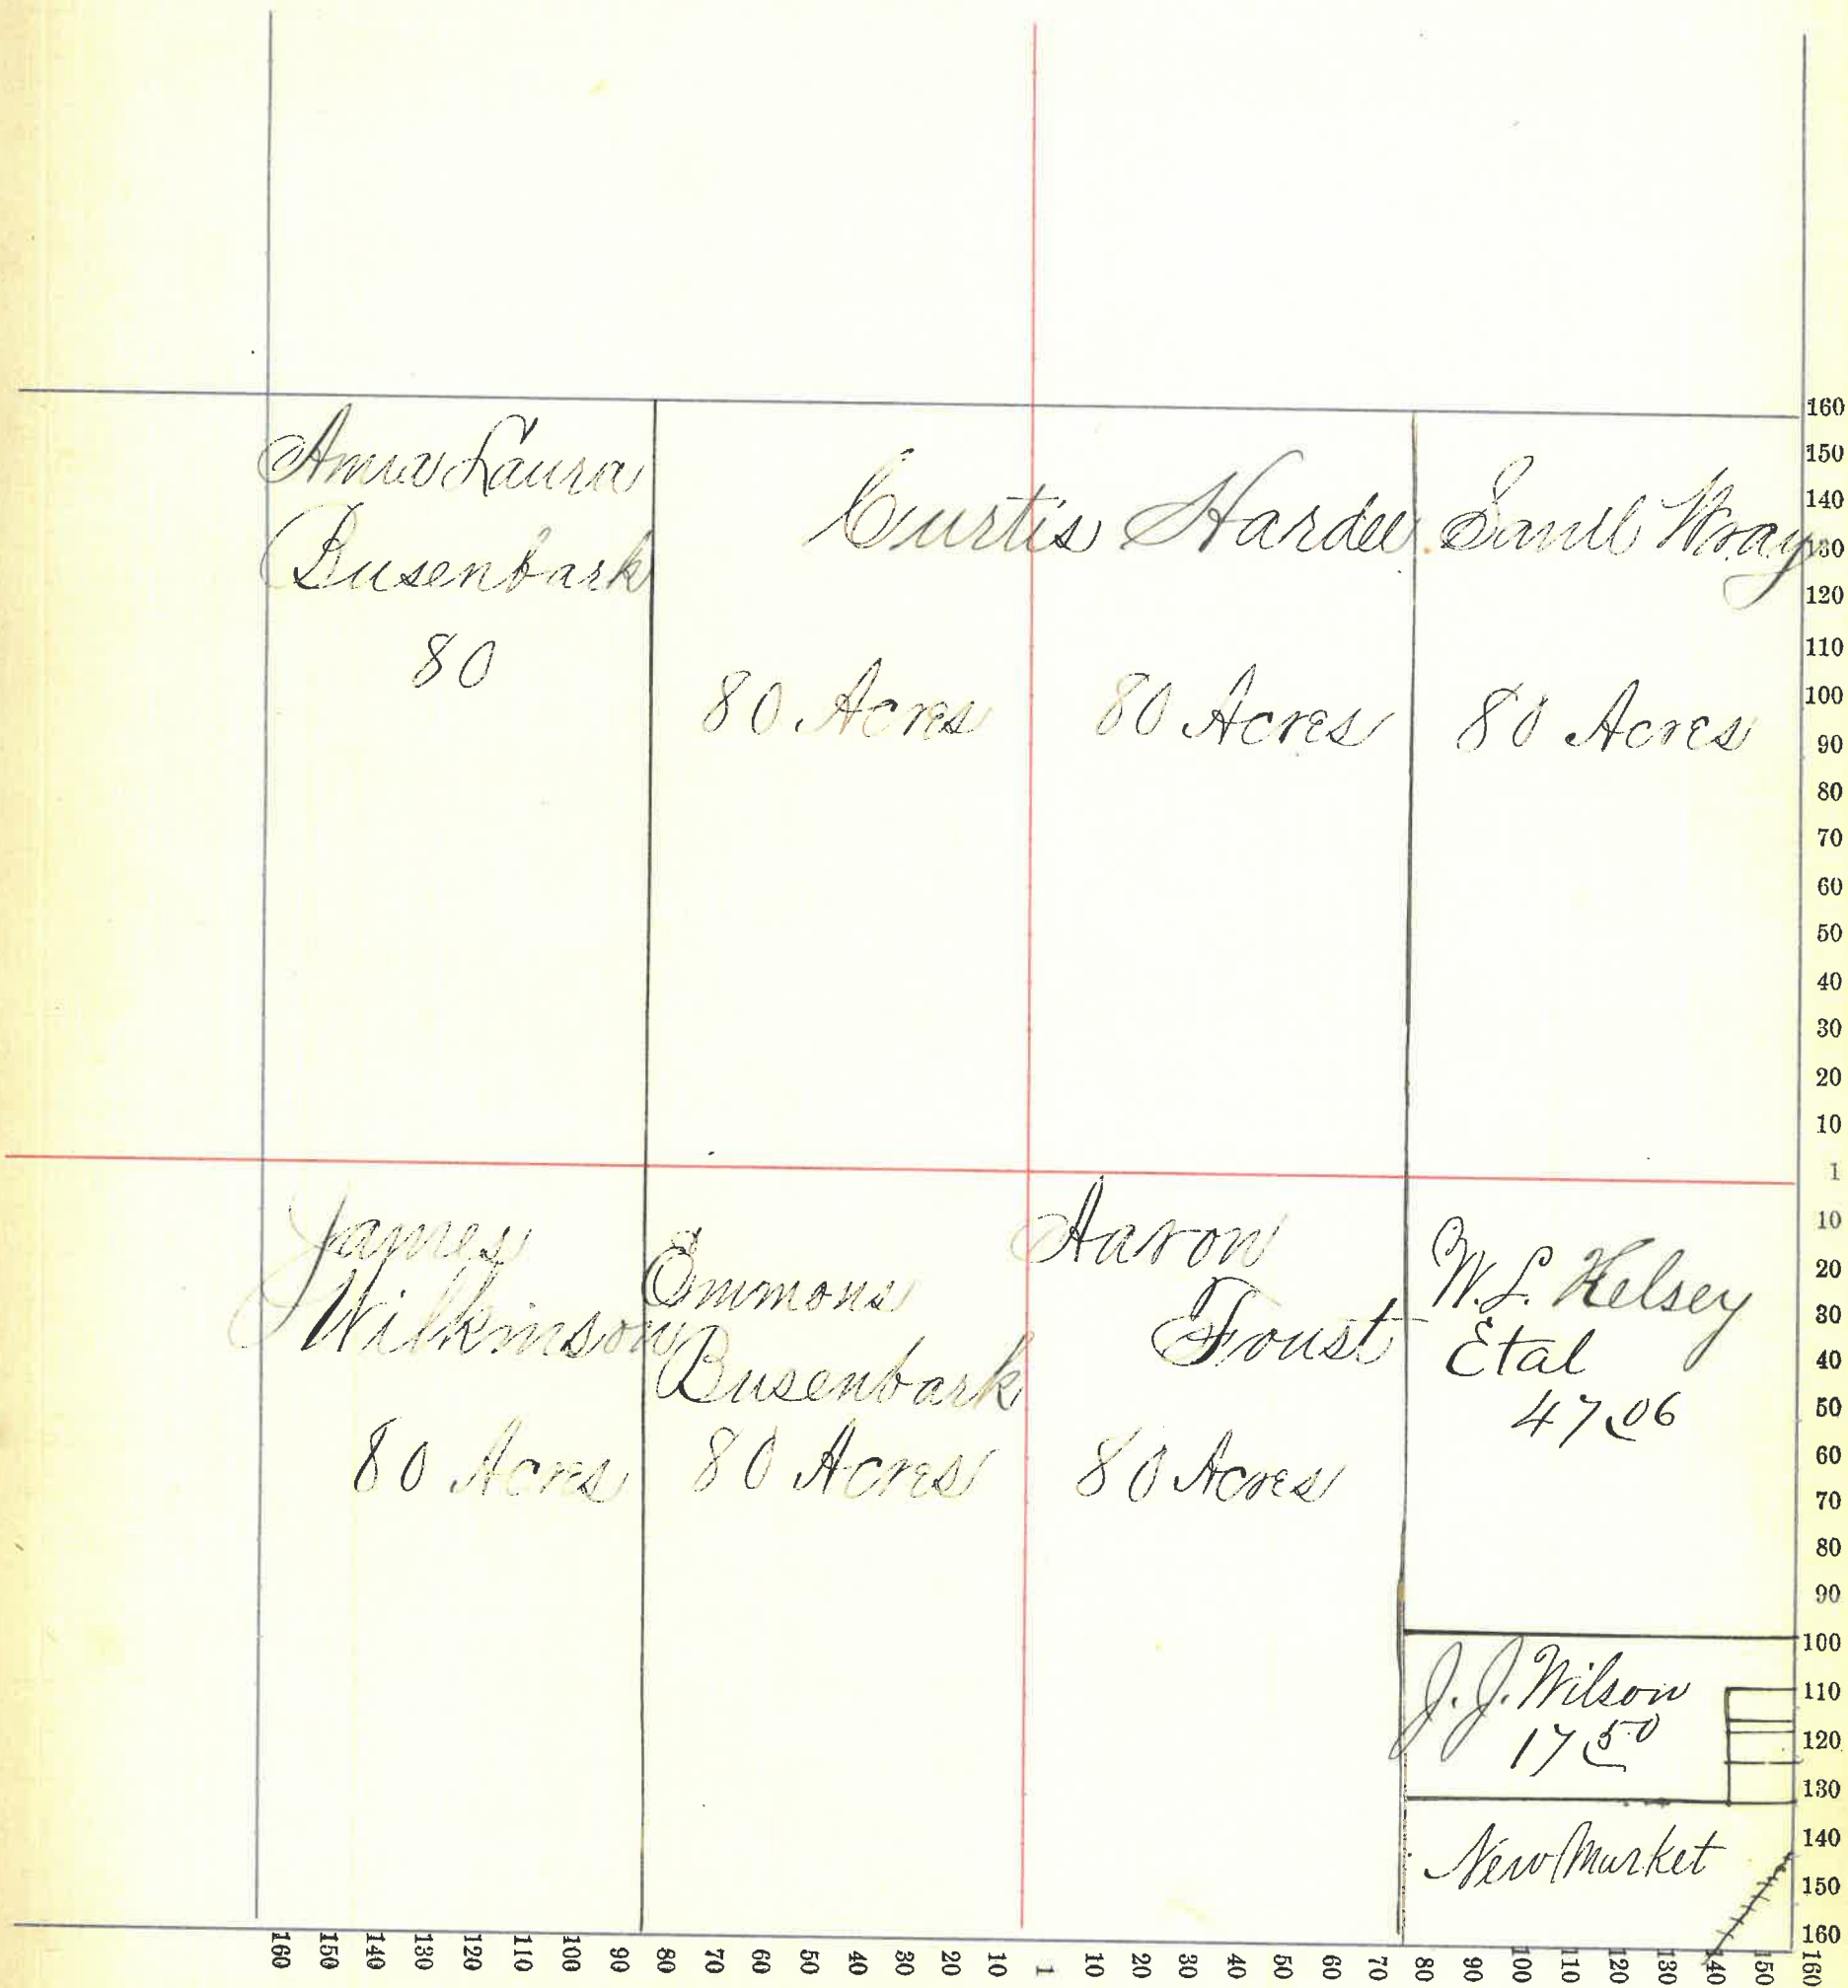 Laura
Busenbark
80
Curtis Hardee
80 Acres
80 Acres
Saml Wray
80 Acres
James
Wilkinson
80 Acres
Emmons
Busenbark
80 Acres
Aaron
Foust
80 Acres
W. L. Kelsey
Etal
47.06
J. J. Wilson
17.50
New Market
160
150
140
130
120
110
100
90
80
70
60
50
40
30
20
10
1
10
20
30
40
50
60
70
80
90
100
110
120
130
140
150
160
160 150 140 130 120 110 100 90 80 70 60 50 40 30 20 10 1 10 20 30 40 50 60 70 80 90 100 110 120 130 140 150 160